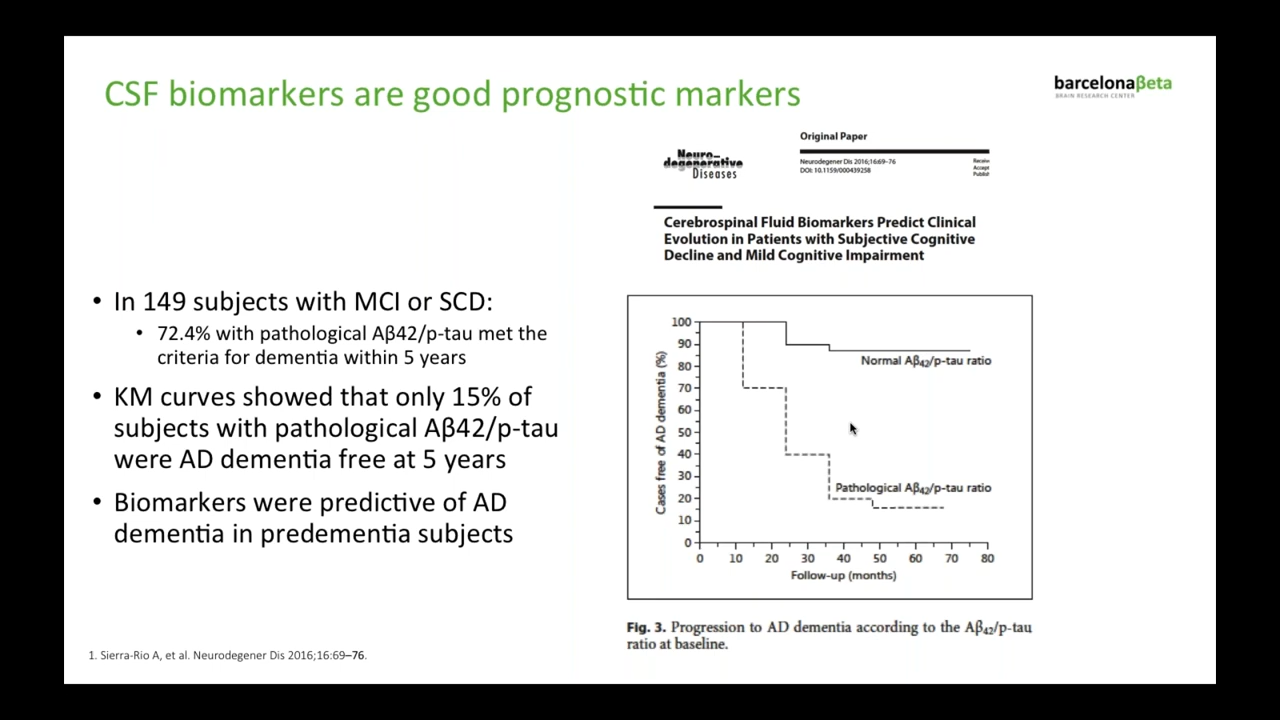 CSF biomarkers are good prognostic markers
barcelonaβeta
BRAIN RESEARCH CENTER
Original Paper
Neuro–
degenerative
Diseases
Neurodegener Dis 2016;16:69–76
DOI: 10.1159/000439258
Receiv
Accept
Publish
Cerebrospinal Fluid Biomarkers Predict Clinical
Evolution in Patients with Subjective Cognitive
Decline and Mild Cognitive Impairment
• In 149 subjects with MCI or SCD:
• 72.4% with pathological Aβ42/p-tau met the
criteria for dementia within 5 years
• KM curves showed that only 15% of
subjects with pathological Aβ42/p-tau
were AD dementia free at 5 years
• Biomarkers were predictive of AD
dementia in predementia subjects
Cases free of AD dementia (%)
100
90
80
70
60
50
40
30
20
10
0
Normal Aβ42/p-tau ratio
Pathological Aβ42/p-tau ratio
0 10 20 30 40 50 60 70 80
Follow-up (months)
Fig. 3. Progression to AD dementia according to the Aβ42/p-tau
ratio at baseline.
1. Sierra-Rio A, et al. Neurodegener Dis 2016;16:69–76.